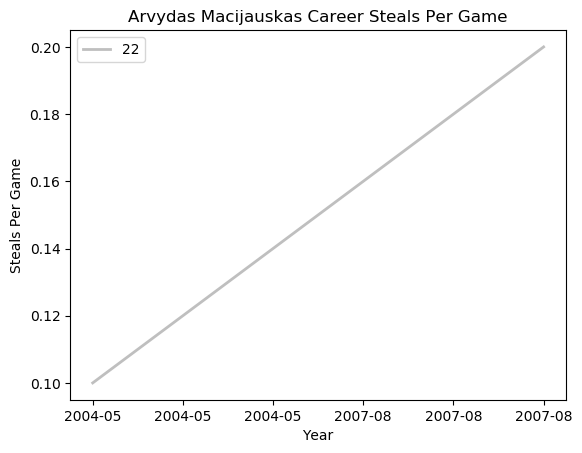 Arvydas Macijauskas Career Steals Per Game
22
0.20
0.18
0.16
0.14
0.12
0.10
Steals Per Game
2004-05 2004-05 2004-05 2007-08 2007-08 2007-08
Year